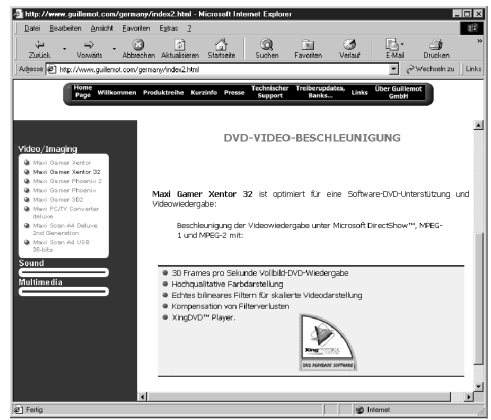 http://www.guillemot.com/germany/index2.html - Microsoft Internet Explorer
Datei Bearbeiten Ansicht Favoriten Extras ?
Zurück Vorwärts Abbrechen Aktualisieren Startseite Suchen Favoriten Verlauf E-Mail Drucken
Adresse http://www.guillemot.com/germany/index2.html Wechseln zu Links
Home Page Willkommen Produktreihe Kurzinfo Presse Technischer Support Treiberupdates, Banks... Links Über Guillemot GmbH
Video/Imaging
Maxi Gamer Xentor
Maxi Gamer Xentor 32
Maxi Gamer Phoenix 2
Maxi Gamer Phoenix
Maxi Gamer 3D2
Maxi PC/TV Converter
deluxe
Maxi Scan A4 Deluxe
2nd Generation
Maxi Scan A4 USB
36-bits
Sound
Multimedia
DVD-VIDEO-BESCHLEUNIGUNG
Maxi Gamer Xentor 32 ist optimiert für eine Software-DVD-Unterstützung und
Videowiedergabe:
Beschleunigung der Videowiedergabe unter Microsoft DirectShow™, MPEG-
1 und MPEG-2 mit:
30 Frames pro Sekunde Vollbild-DVD-Wiedergabe
Hochqualitative Farbdarstellung
Echtes bilineares Filtern für skalierte Videodarstellung
Kompensation von Filterverlusten
XingDVD™ Player.
Xing
DVD PLAYBACK SOFTWARE
Fertig Internet